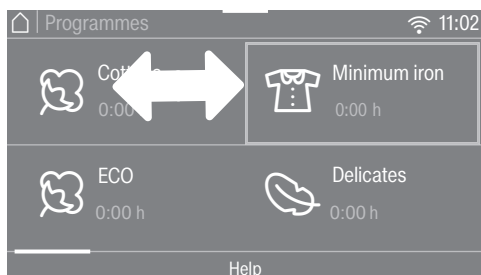 Programmes 11:02
Minimum iron
0:00 h
ECO
0:00 h
Delicates
0:00 h
Help